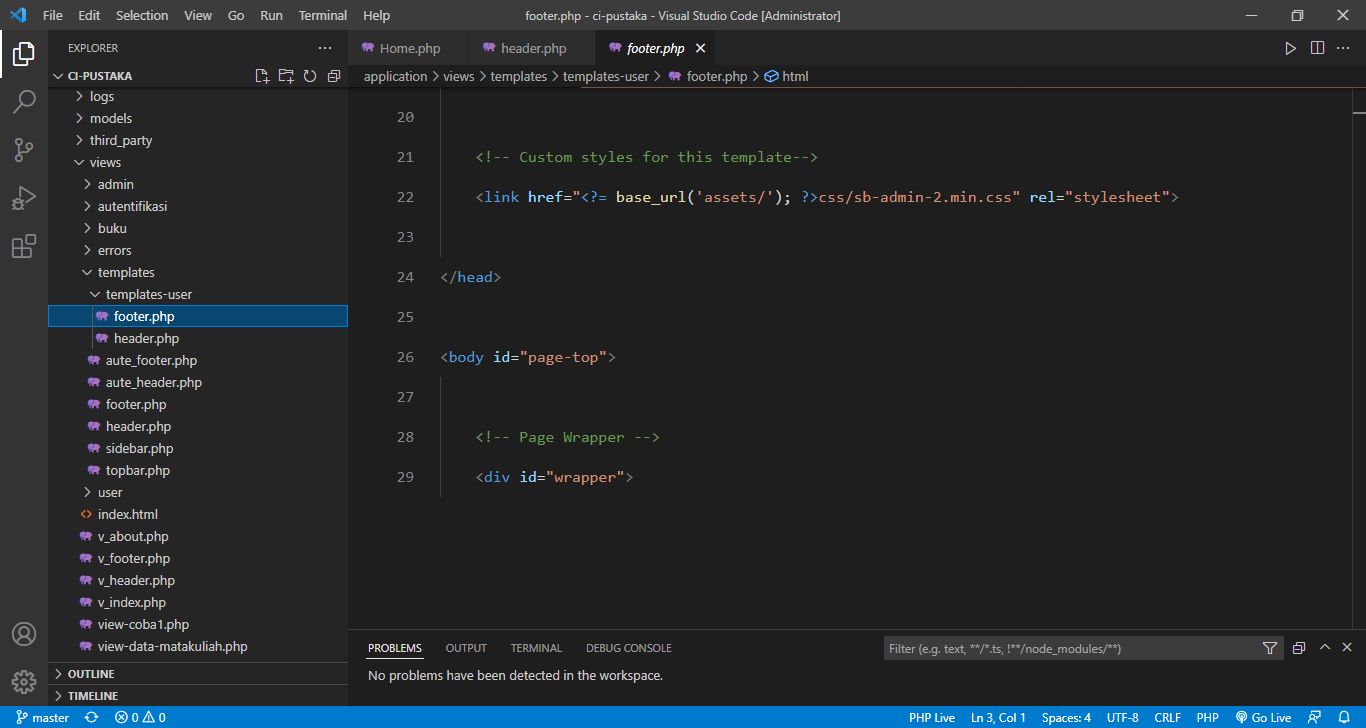 File Edit Selection View Go Run Terminal Help
footer.php - ci-pustaka - Visual Studio Code [Administrator]
EXPLORER
CI-PUSTAKA
logs
models
third_party
views
admin
autentifikasi
buku
errors
templates
templates-user
footer.php
header.php
aute_footer.php
aute_header.php
footer.php
header.php
sidebar.php
topbar.php
user
index.html
v_about.php
v_footer.php
v_header.php
v_index.php
view-coba1.php
view-data-matakuliah.php
OUTLINE
TIMELINE
Home.php header.php footer.php
application > views > templates > templates-user > footer.php > html
20
21 <!-- Custom styles for this template-->
22 <link href="<?= base_url('assets/'); ?>css/sb-admin-2.min.css" rel="stylesheet">
23
24 </head>
25
26 <body id="page-top">
27
28 <!-- Page Wrapper -->
29 <div id="wrapper">
PROBLEMS OUTPUT TERMINAL DEBUG CONSOLE
Filter (e.g. text, **/*.ts, !**/node_modules/**)
No problems have been detected in the workspace.
master 0 0 PHP Live Ln 3, Col 1 Spaces: 4 UTF-8 CRLF PHP Go Live